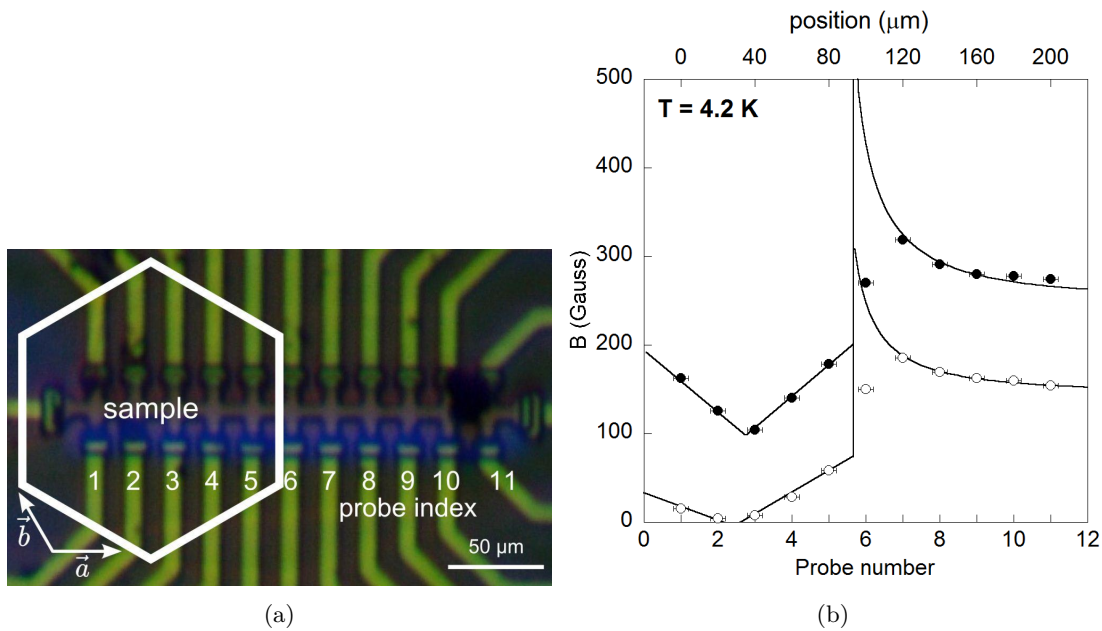 sample
1 2 3 4 5 6 7 8 9 10 11
probe index
50 μm
b
a
(a)
position (μm)
0 40 80 120 160 200
500
T = 4.2 K
400
300
B (Gauss)
200
100
0
0 2 4 6 8 10 12
Probe number
(b)